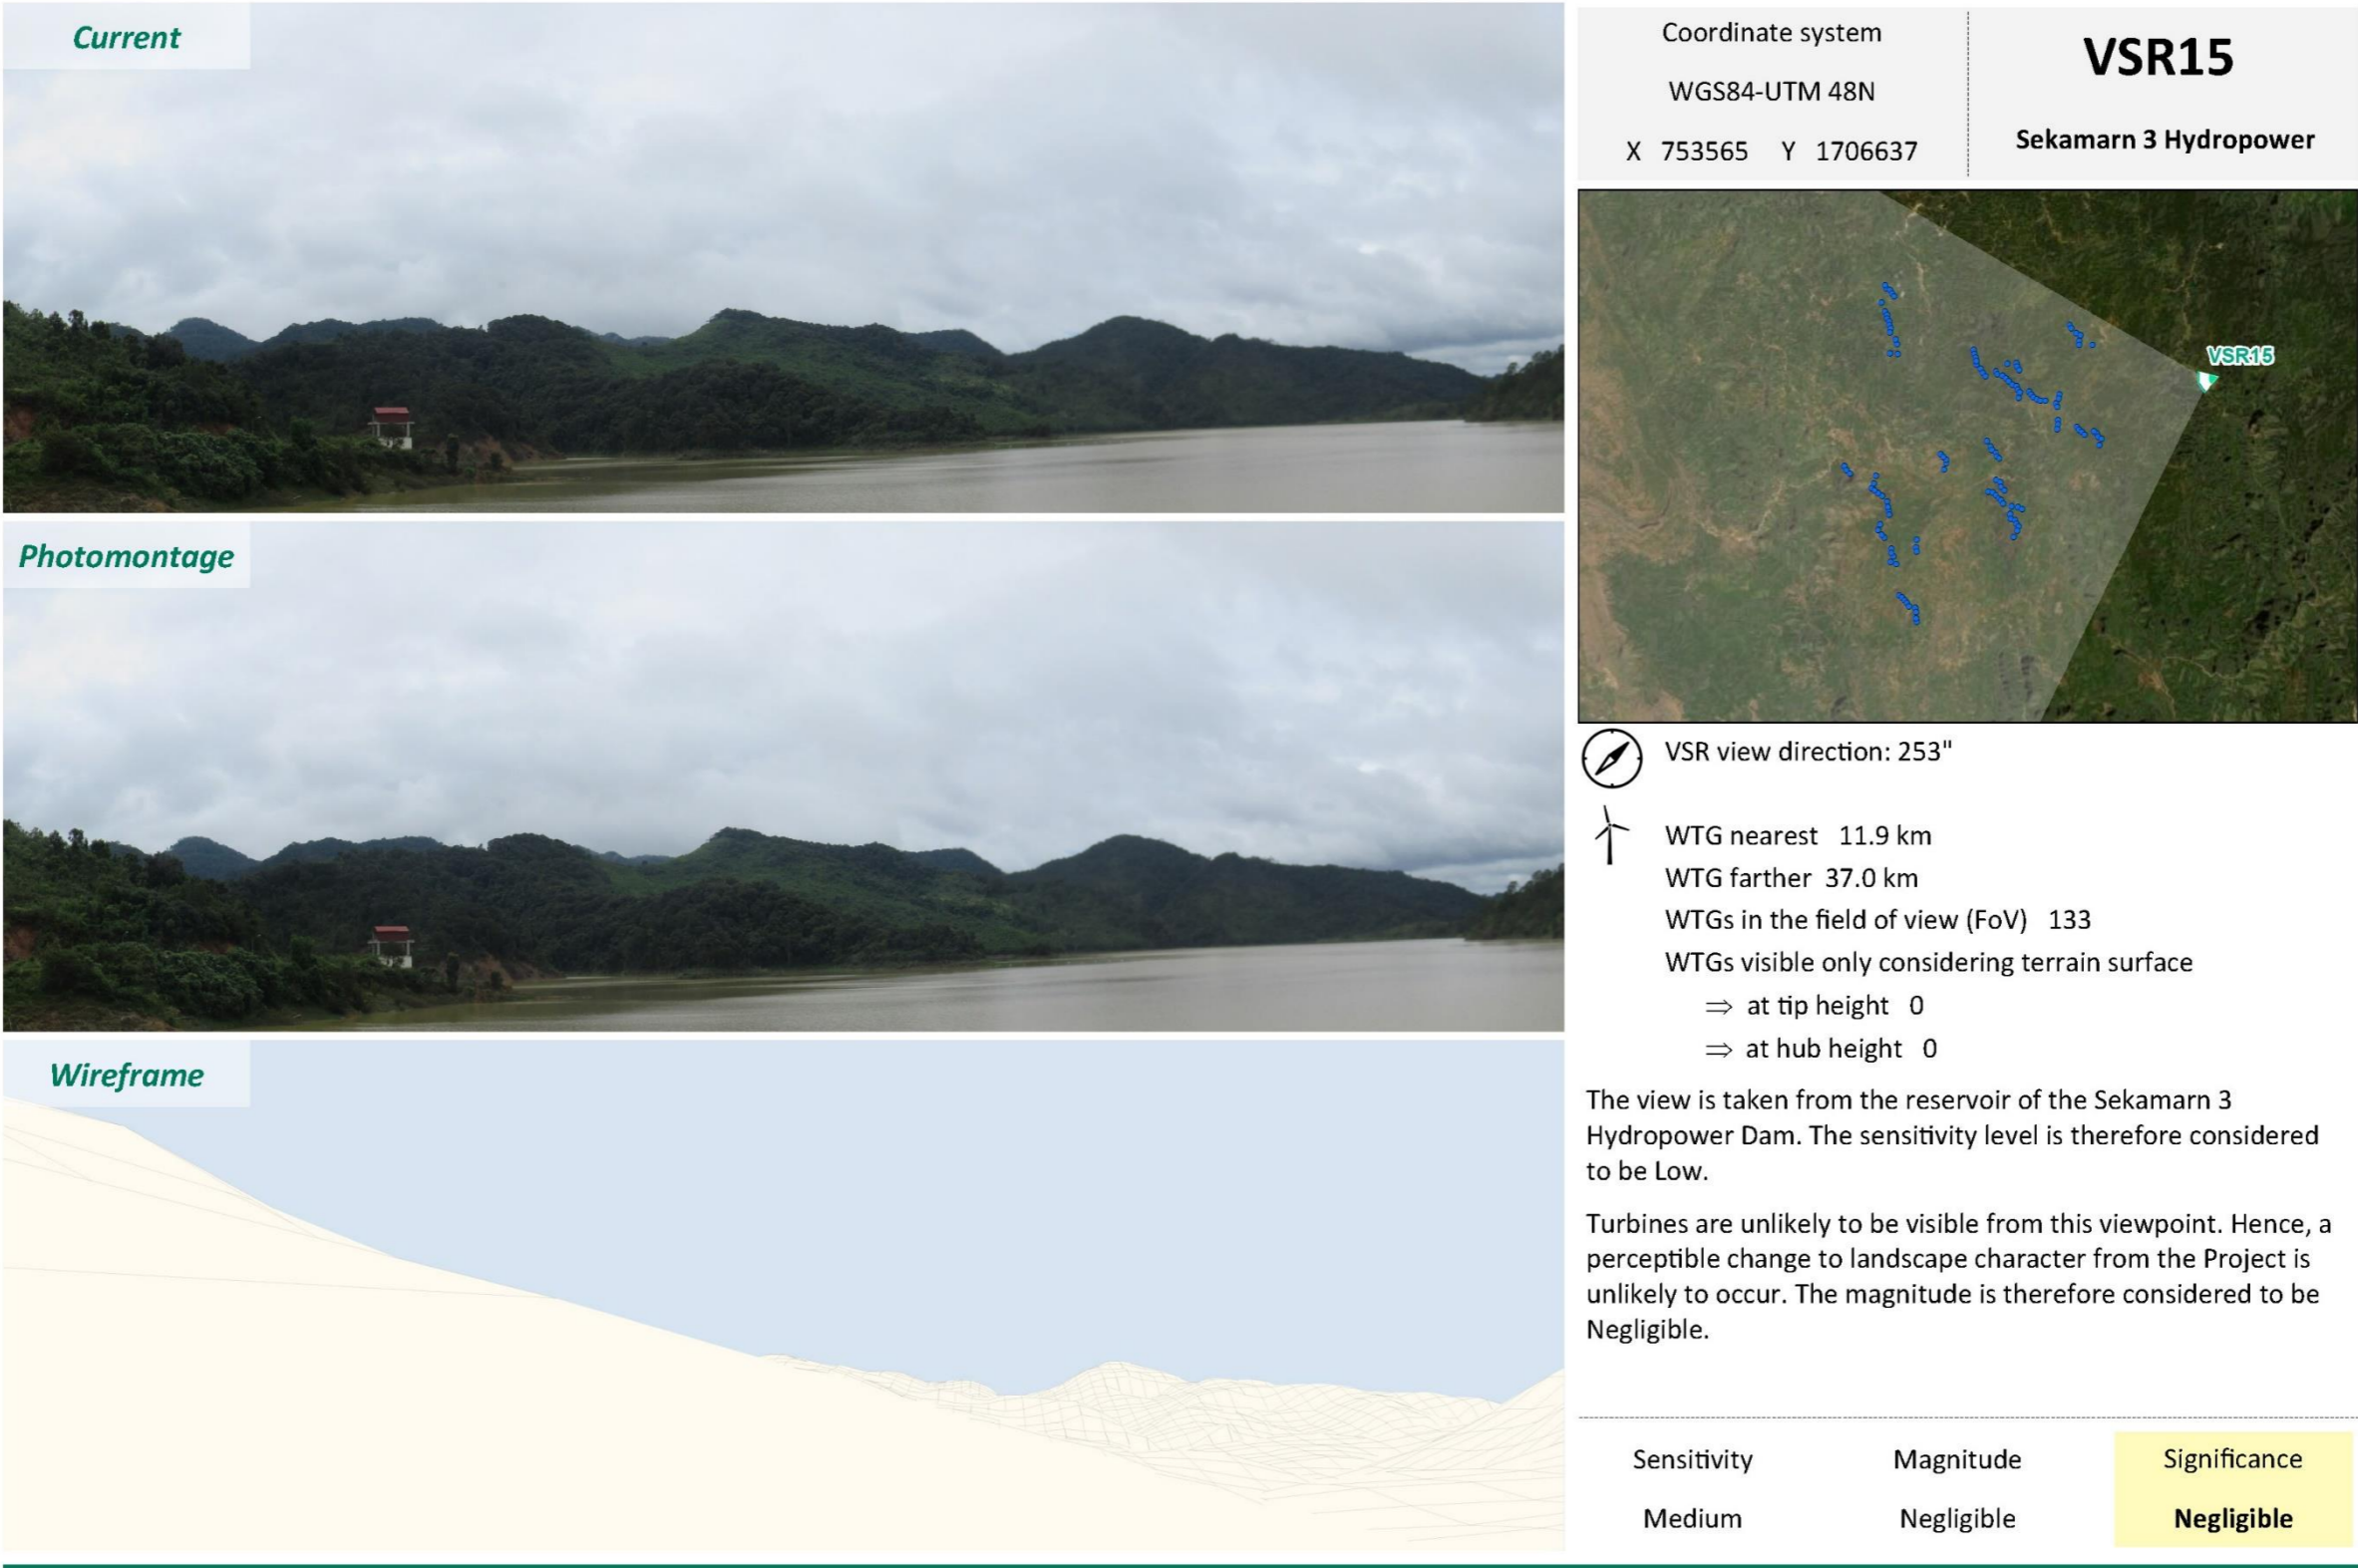 Current
Photomontage
Wireframe
Coordinate system
WGS84-UTM 48N
X 753565 Y 1706637
VSR15
Sekamarn 3 Hydropower
VSR15
VSR view direction: 253"
WTG nearest 11.9 km
WTG farther 37.0 km
WTGs in the field of view (FoV) 133
WTGs visible only considering terrain surface
⇒ at tip height 0
⇒ at hub height 0
The view is taken from the reservoir of the Sekamarn 3
Hydropower Dam. The sensitivity level is therefore considered
to be Low.
Turbines are unlikely to be visible from this viewpoint. Hence, a
perceptible change to landscape character from the Project is
unlikely to occur. The magnitude is therefore considered to be
Negligible.
Sensitivity Magnitude Significance
Medium Negligible Negligible